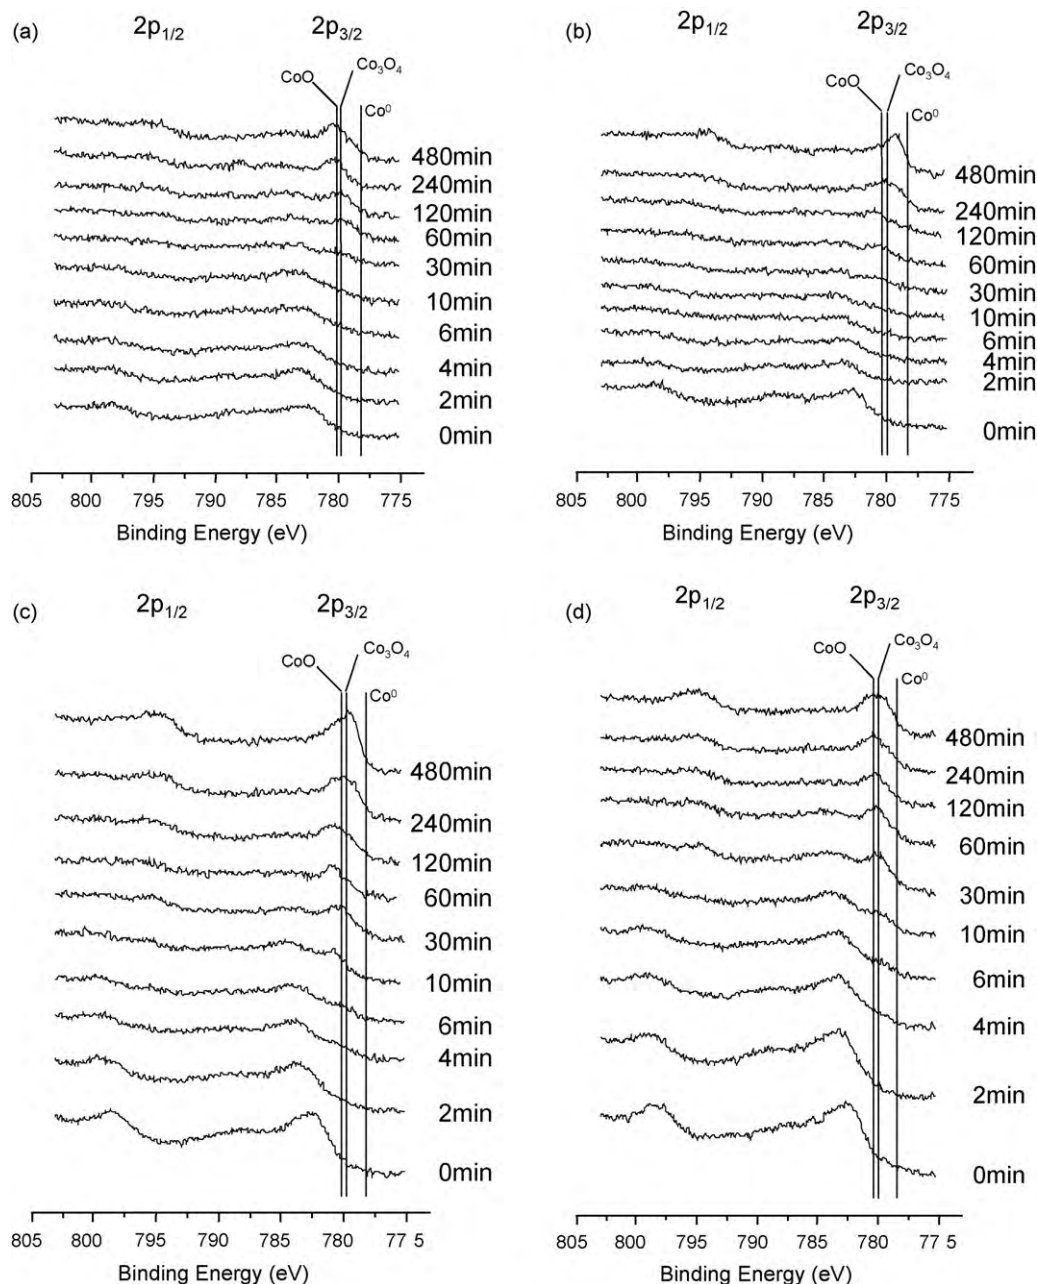 (a) 2p1/2 2p3/2
Co3O4
CoO
Co0
480min
240min
120min
60min
30min
10min
6min
4min
2min
0min
805 800 795 790 785 780 775
Binding Energy (eV)
(b) 2p1/2 2p3/2
Co3O4
CoO
Co0
480min
240min
120min
60min
30min
10min
6min
4min
2min
0min
805 800 795 790 785 780 775
Binding Energy (eV)
(c) 2p1/2 2p3/2
Co3O4
CoO
Co0
480min
240min
120min
60min
30min
10min
6min
4min
2min
0min
805 800 795 790 785 780 77 5
Binding Energy (eV)
(d) 2p1/2 2p3/2
Co3O4
CoO
Co0
480min
240min
120min
60min
30min
10min
6min
4min
2min
0min
805 800 795 790 785 780 77 5
Binding Energy (eV)